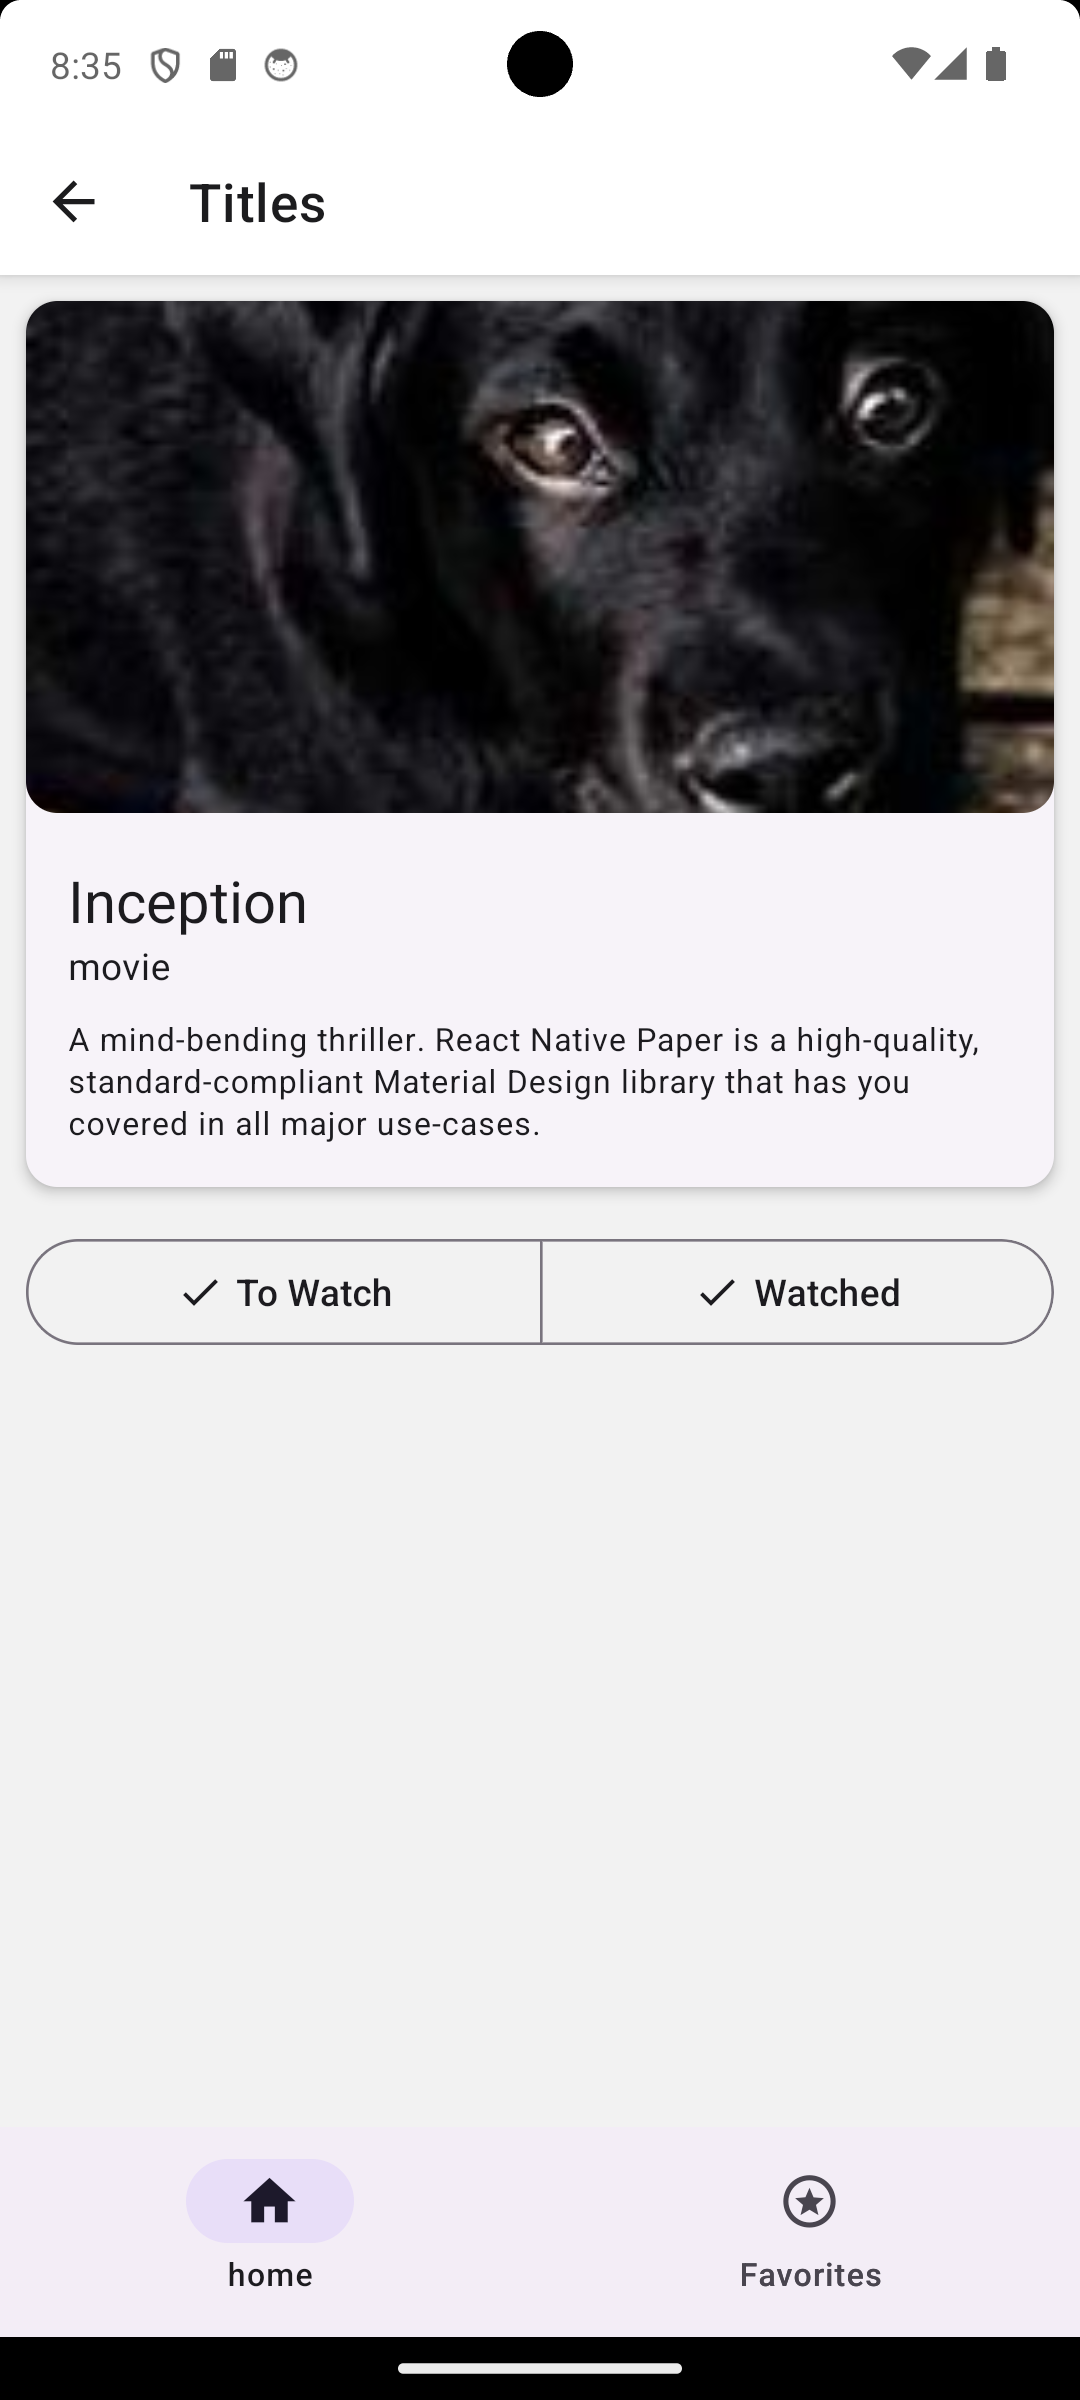 8:35
Titles
Inception
movie
A mind-bending thriller. React Native Paper is a high-quality,
standard-compliant Material Design library that has you
covered in all major use-cases.
To Watch
Watched
home
Favorites